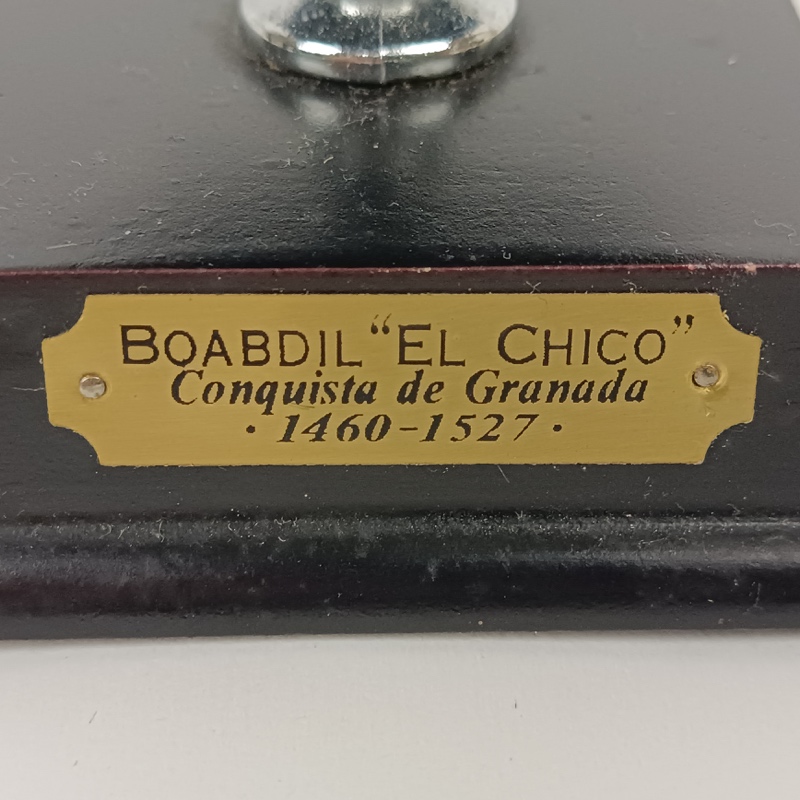 BOABDIL “EL CHICO”
Conquista de Granada
· 1460-1527 ·